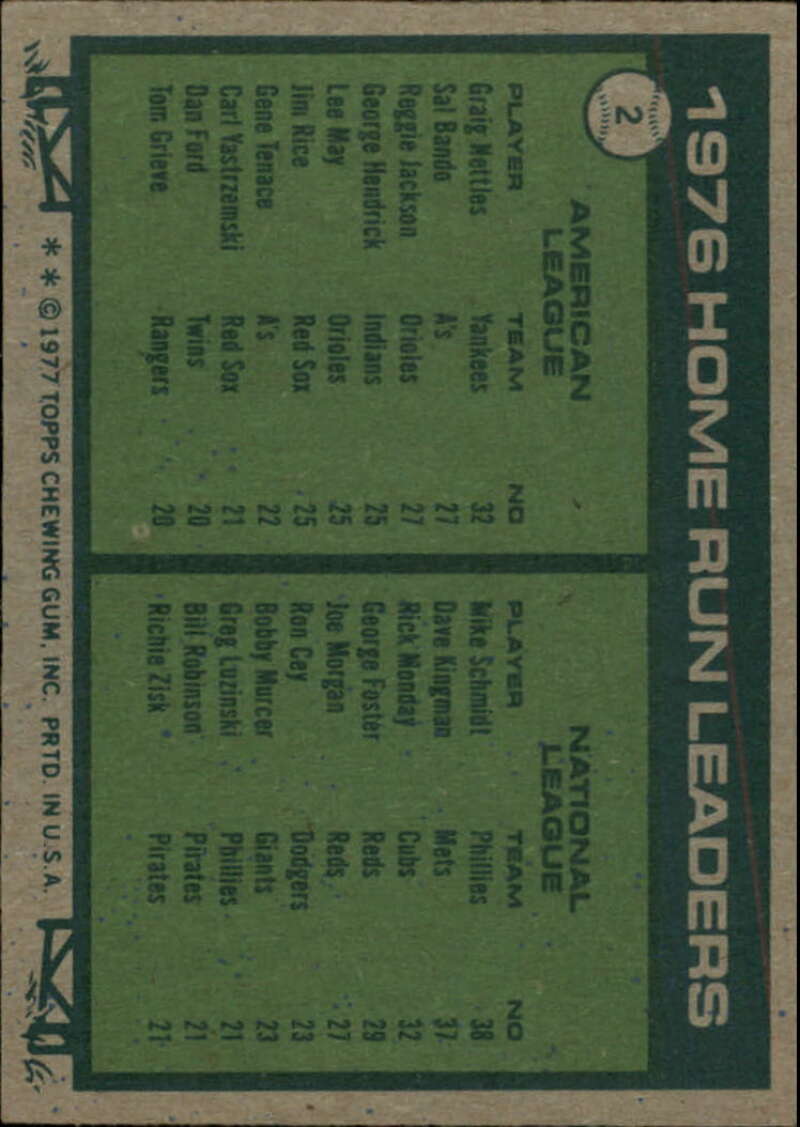 2
1976 HOME RUN LEADERS
AMERICAN
LEAGUE
PLAYER TEAM NO
Graig Nettles Yankees 32
Sal Bando A's 27
Reggie Jackson Orioles 27
George Hendrick Indians 25
Lee May Orioles 25
Jim Rice Red Sox 25
Gene Tenace A's 22
Carl Yastrzemski Red Sox 21
Dan Ford Twins 20
Tom Grieve Rangers 20
NATIONAL
LEAGUE
PLAYER TEAM NO
Mike Schmidt Phillies 38
Dave Kingman Mets 37
Rick Monday Cubs 32
George Foster Reds 29
Joe Morgan Reds 27
Ron Cey Dodgers 23
Bobby Murcer Giants 23
Greg Luzinski Phillies 21
Bill Robinson Pirates 21
Richie Zisk Pirates 21
* * © 1977 TOPPS CHEWING GUM, INC. PRTD. IN U.S.A.